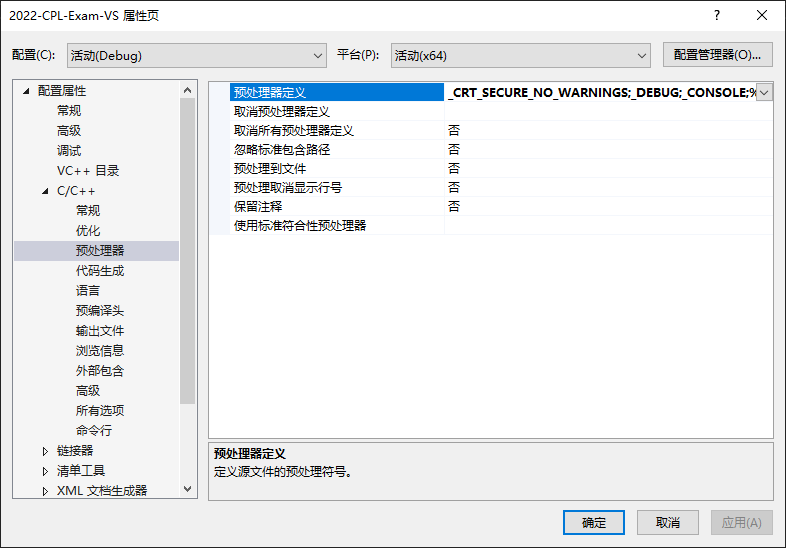 2022-CPL-Exam-VS 属性页
配置(C): 活动(Debug) 平台(P): 活动(x64) 配置管理器(O)...
配置属性
常规
高级
调试
VC++ 目录
C/C++
常规
优化
预处理器
代码生成
语言
预编译头
输出文件
浏览信息
外部包含
高级
所有选项
命令行
链接器
清单工具
XML 文档生成器
预处理器定义 _CRT_SECURE_NO_WARNINGS;_DEBUG;_CONSOLE;%
取消预处理器定义
取消所有预处理器定义 否
忽略标准包含路径 否
预处理到文件 否
预处理取消显示行号 否
保留注释 否
使用标准符合性预处理器
预处理器定义
定义源文件的预处理符号。
确定 取消 应用(A)